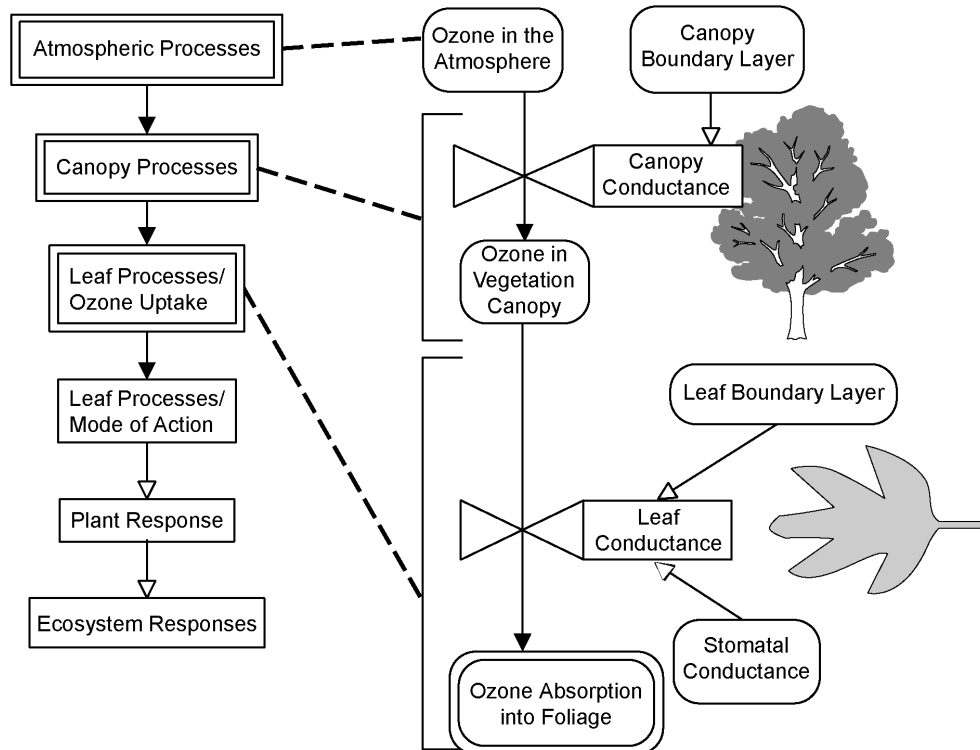 Atmospheric Processes
Canopy Processes
Leaf Processes/
Ozone Uptake
Leaf Processes/
Mode of Action
Plant Response
Ecosystem Responses
Ozone in the
Atmosphere
Canopy
Boundary Layer
Canopy
Conductance
Ozone in
Vegetation
Canopy
Leaf Boundary Layer
Leaf
Conductance
Stomatal
Conductance
Ozone Absorption
into Foliage